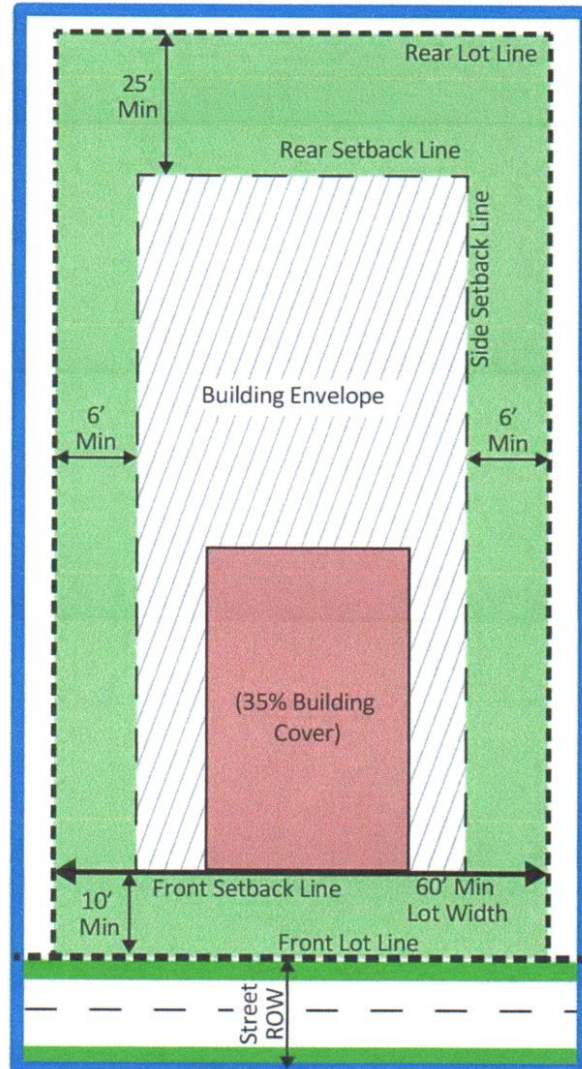 Rear Lot Line
25’
Min
Rear Setback Line
Side Setback Line
Building Envelope
6’
Min
6’
Min
(35% Building
Cover)
Front Setback Line
60’ Min
Lot Width
10’
Min
Front Lot Line
Street
ROW